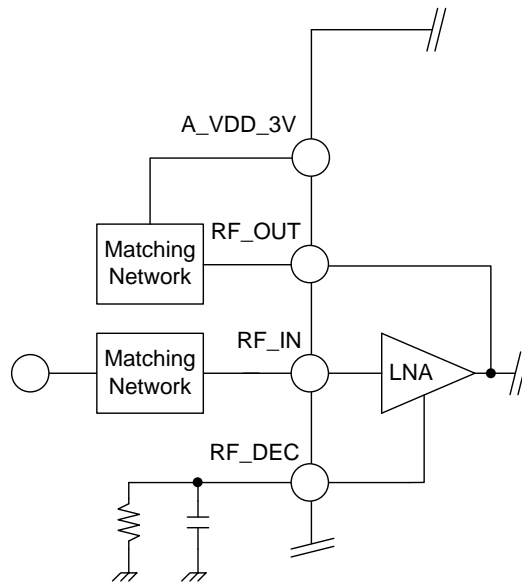 A_VDD_3V
RF_OUT
Matching
Network
RF_IN
Matching
Network
LNA
RF_DEC